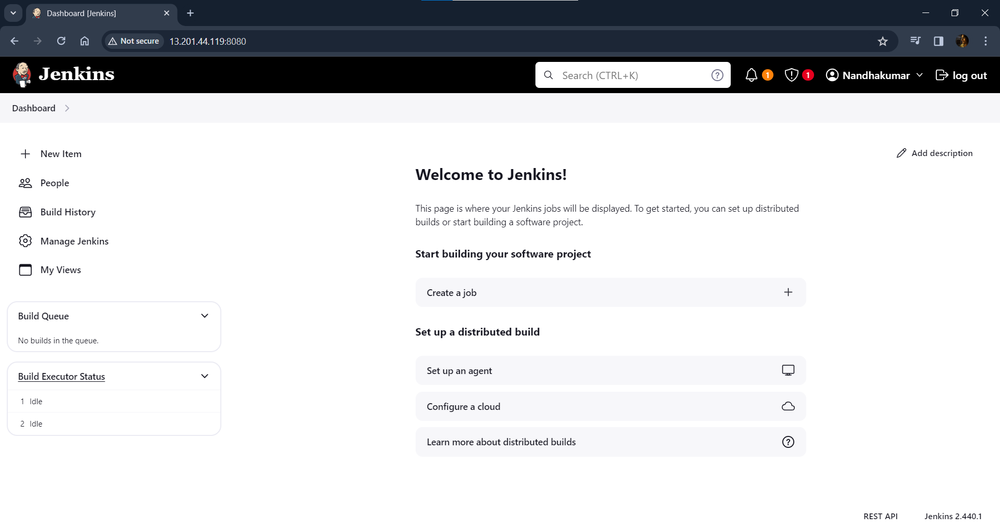 Dashboard [Jenkins]
Not secure 13.201.44.119:8080
Jenkins
Search (CTRL+K)
1
1
Nandhakumar
log out
Dashboard
New Item
People
Build History
Manage Jenkins
My Views
Build Queue
No builds in the queue.
Build Executor Status
1 Idle
2 Idle
Add description
Welcome to Jenkins!
This page is where your Jenkins jobs will be displayed. To get started, you can set up distributed
builds or start building a software project.
Start building your software project
Create a job
Set up a distributed build
Set up an agent
Configure a cloud
Learn more about distributed builds
REST API
Jenkins 2.440.1